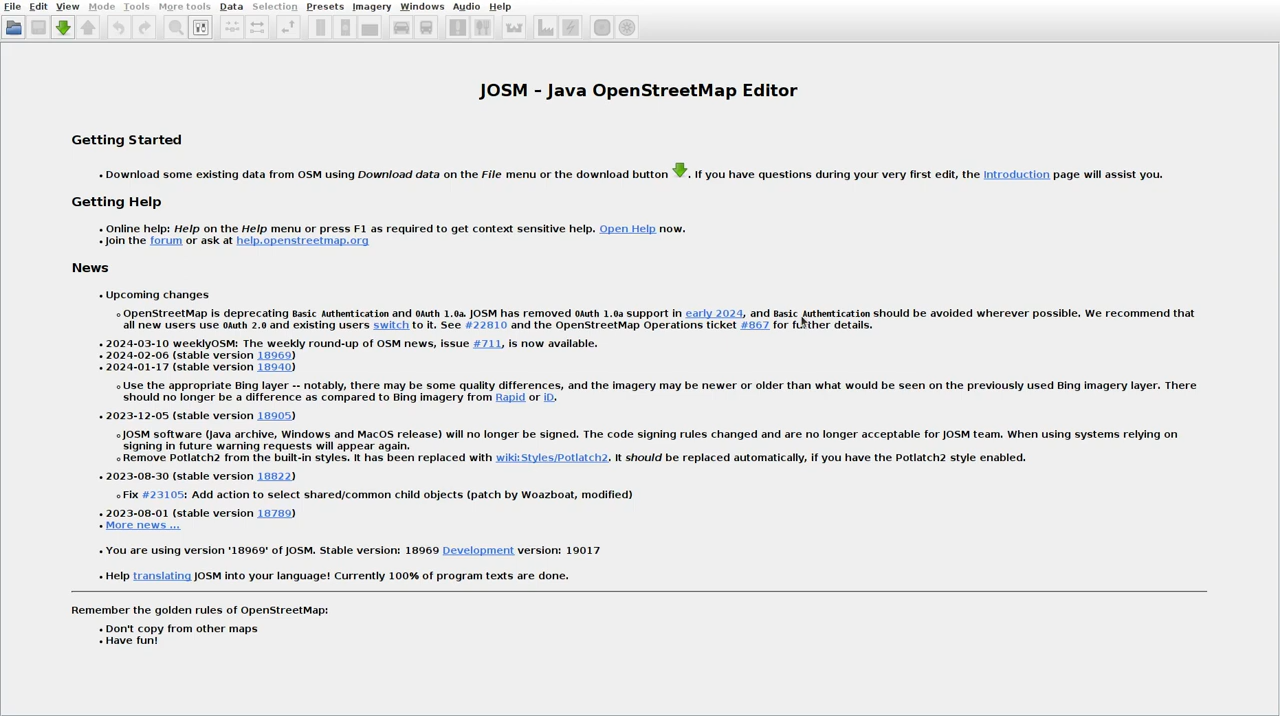 File Edit View Mode Tools More tools Data Selection Presets Imagery Windows Audio Help
JOSM – Java OpenStreetMap Editor
Getting Started
Download some existing data from OSM using Download data on the File menu or the download button . If you have questions during your very first edit, the Introduction page will assist you.
Getting Help
Online help: Help on the Help menu or press F1 as required to get context sensitive help. Open Help now.
Join the forum or ask at help.openstreetmap.org
News
Upcoming changes
OpenStreetMap is deprecating Basic Authentication and OAuth 1.0a. JOSM has removed OAuth 1.0a support in early 2024, and Basic Authentication should be avoided wherever possible. We recommend that
all new users use OAuth 2.0 and existing users switch to it. See #22810 and the OpenStreetMap Operations ticket #867 for further details.
2024-03-10 weeklyOSM: The weekly round-up of OSM news, issue #711, is now available.
2024-02-06 (stable version 18969)
2024-01-17 (stable version 18940)
Use the appropriate Bing layer -- notably, there may be some quality differences, and the imagery may be newer or older than what would be seen on the previously used Bing imagery layer. There
should no longer be a difference as compared to Bing imagery from Rapid or iD.
2023-12-05 (stable version 18905)
JOSM software (Java archive, Windows and MacOS release) will no longer be signed. The code signing rules changed and are no longer acceptable for JOSM team. When using systems relying on
signing in future warning requests will appear again.
Remove Potlatch2 from the built-in styles. It has been replaced with wiki:Styles/Potlatch2. It should be replaced automatically, if you have the Potlatch2 style enabled.
2023-08-30 (stable version 18822)
Fix #23105: Add action to select shared/common child objects (patch by Woazboat, modified)
2023-08-01 (stable version 18789)
More news ...
You are using version '18969' of JOSM. Stable version: 18969 Development version: 19017
Help translating JOSM into your language! Currently 100% of program texts are done.
Remember the golden rules of OpenStreetMap:
Don't copy from other maps
Have fun!